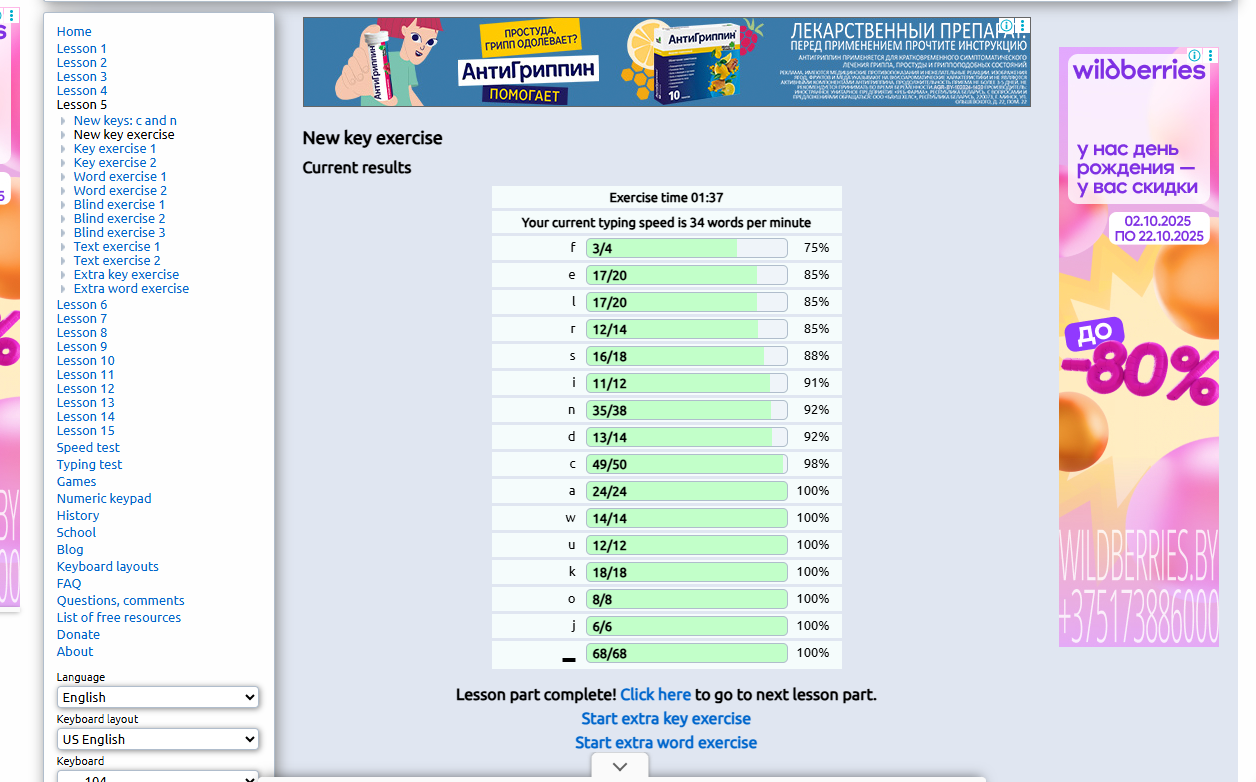 Home
Lesson 1
Lesson 2
Lesson 3
Lesson 4
Lesson 5
New keys: c and n
New key exercise
Key exercise 1
Key exercise 2
Word exercise 1
Word exercise 2
Blind exercise 1
Blind exercise 2
Blind exercise 3
Text exercise 1
Text exercise 2
Extra key exercise
Extra word exercise
Lesson 6
Lesson 7
Lesson 8
Lesson 9
Lesson 10
Lesson 11
Lesson 12
Lesson 13
Lesson 14
Lesson 15
Speed test
Typing test
Games
Numeric keypad
History
School
Blog
Keyboard layouts
FAQ
Questions, comments
List of free resources
Donate
About
Language
English
Keyboard layout
US English
Keyboard
104
ПРОСТУДА,
ГРИПП ОДОЛЕВАЕТ?
АнтиГриппин
ПОМОГАЕТ
АнтиГриппин
АнтиГриппин
10
ЛЕКАРСТВЕННЫЙ ПРЕПАРАТ.
ПЕРЕД ПРИМЕНЕНИЕМ ПРОЧТИТЕ ИНСТРУКЦИЮ
АНТИГРИППИН ПРИМЕНЯЕТСЯ ДЛЯ КРАТКОВРЕМЕННОГО СИМПТОМАТИЧЕСКОГО
ЛЕЧЕНИЯ ГРИППА, ПРОСТУДЫ И ГРИППОПОДОБНЫХ СОСТОЯНИЙ
New key exercise
Current results
Exercise time 01:37
Your current typing speed is 34 words per minute
f 3/4 75%
e 17/20 85%
l 17/20 85%
r 12/14 85%
s 16/18 88%
i 11/12 91%
n 35/38 92%
d 13/14 92%
c 49/50 98%
a 24/24 100%
w 14/14 100%
u 12/12 100%
k 18/18 100%
o 8/8 100%
j 6/6 100%
_ 68/68 100%
Lesson part complete! Click here to go to next lesson part.
Start extra key exercise
Start extra word exercise
wildberries
у нас день
рождения —
у вас скидки
02.10.2025
ПО 22.10.2025
ДО
-80%
WILDBERRIES.BY
+375173886000